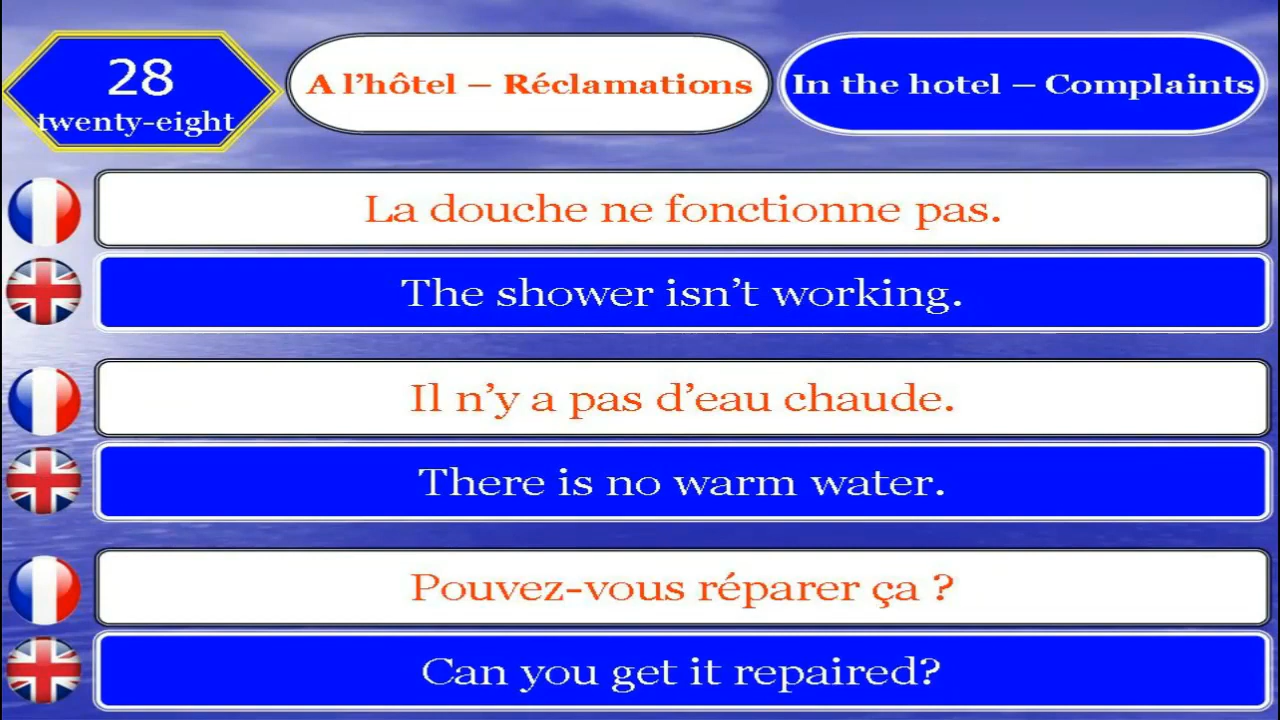 28
twenty-eight
A l’hôtel – Réclamations
In the hotel – Complaints
La douche ne fonctionne pas.
The shower isn’t working.
Il n’y a pas d’eau chaude.
There is no warm water.
Pouvez-vous réparer ça ?
Can you get it repaired?